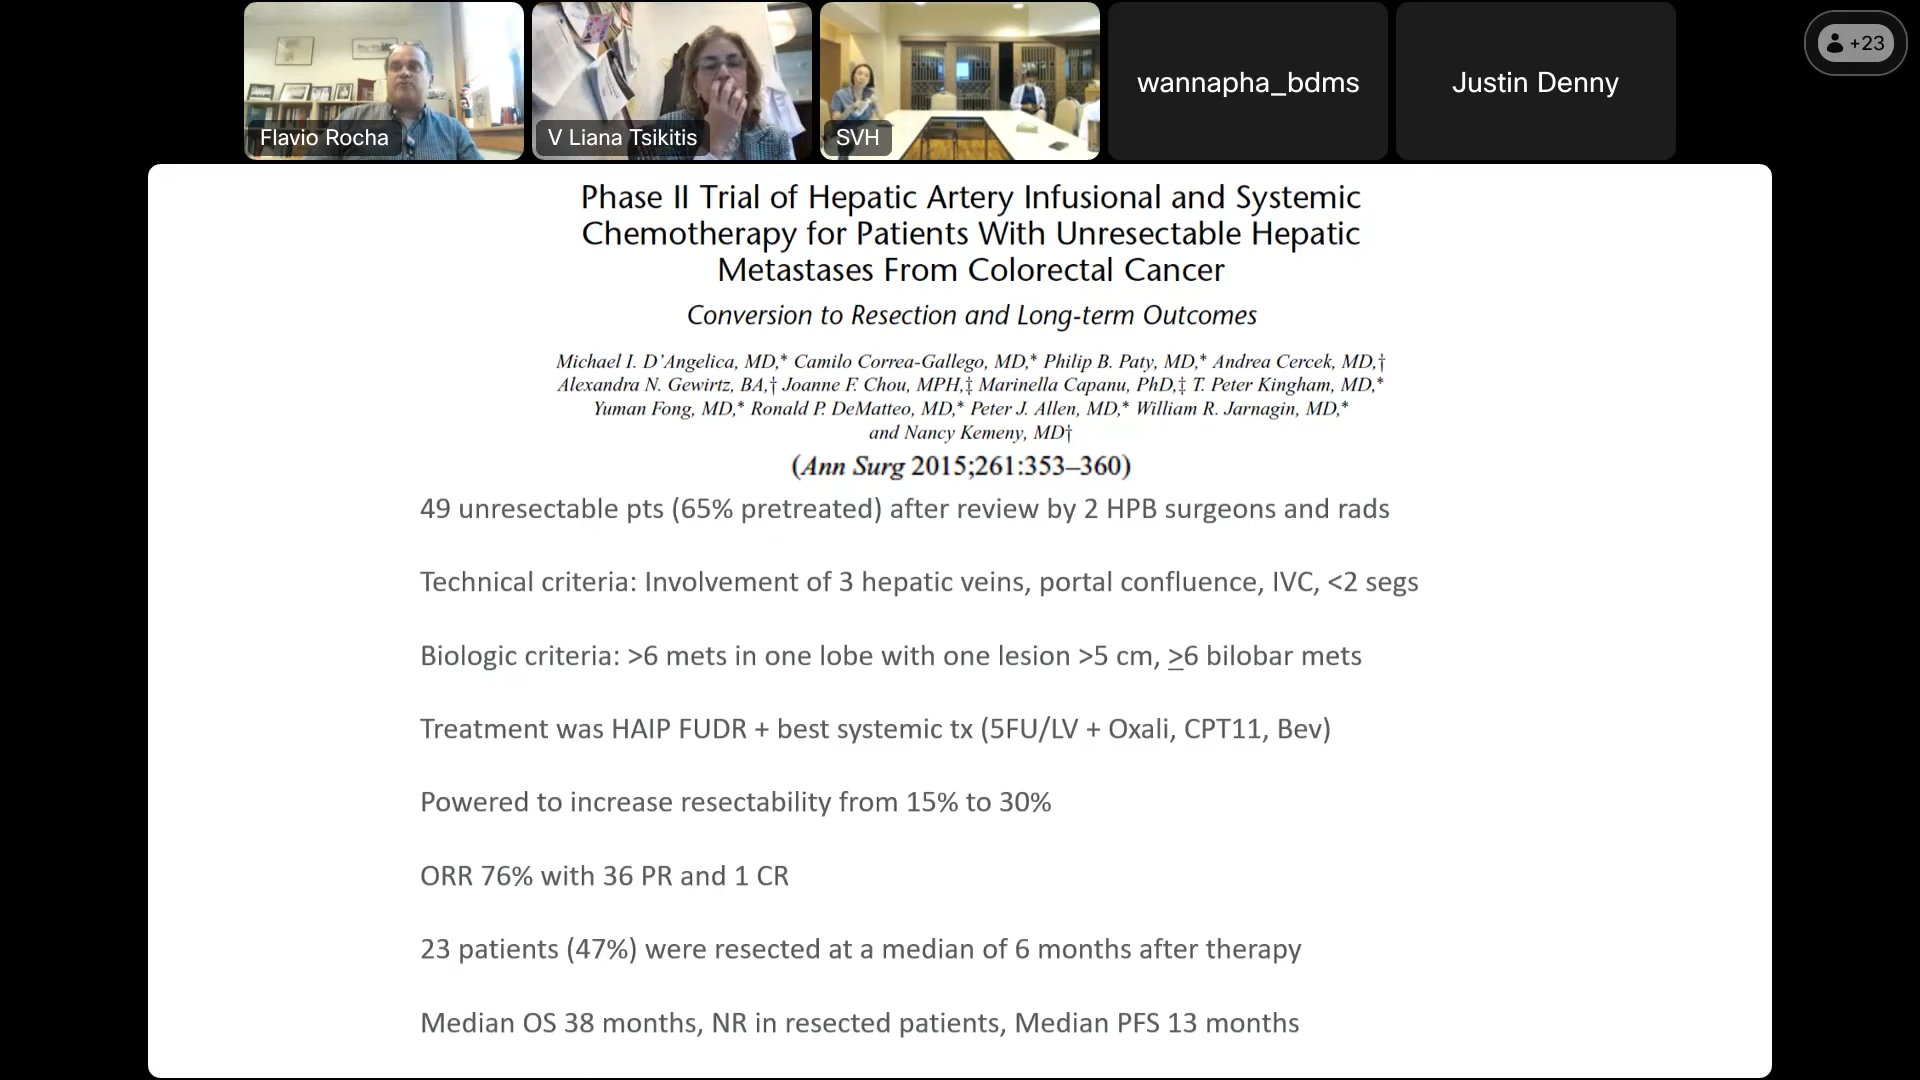 Flavio Rocha
V Liana Tsikitis
SVH
wannapha_bdms
Justin Denny
+23
Phase II Trial of Hepatic Artery Infusional and Systemic
Chemotherapy for Patients With Unresectable Hepatic
Metastases From Colorectal Cancer
Conversion to Resection and Long-term Outcomes
Michael I. D'Angelica, MD,* Camilo Correa-Gallego, MD,* Philip B. Paty, MD,* Andrea Cercek, MD,†
Alexandra N. Gewirtz, BA,† Joanne F. Chou, MPH,‡ Marinella Capanu, PhD,‡ T. Peter Kingham, MD,*
Yuman Fong, MD,* Ronald P. DeMatteo, MD,* Peter J. Allen, MD,* William R. Jarnagin, MD,*
and Nancy Kemeny, MD†
(Ann Surg 2015;261:353–360)
49 unresectable pts (65% pretreated) after review by 2 HPB surgeons and rads
Technical criteria: Involvement of 3 hepatic veins, portal confluence, IVC, <2 segs
Biologic criteria: >6 mets in one lobe with one lesion >5 cm, ≥6 bilobar mets
Treatment was HAIP FUDR + best systemic tx (5FU/LV + Oxali, CPT11, Bev)
Powered to increase resectability from 15% to 30%
ORR 76% with 36 PR and 1 CR
23 patients (47%) were resected at a median of 6 months after therapy
Median OS 38 months, NR in resected patients, Median PFS 13 months